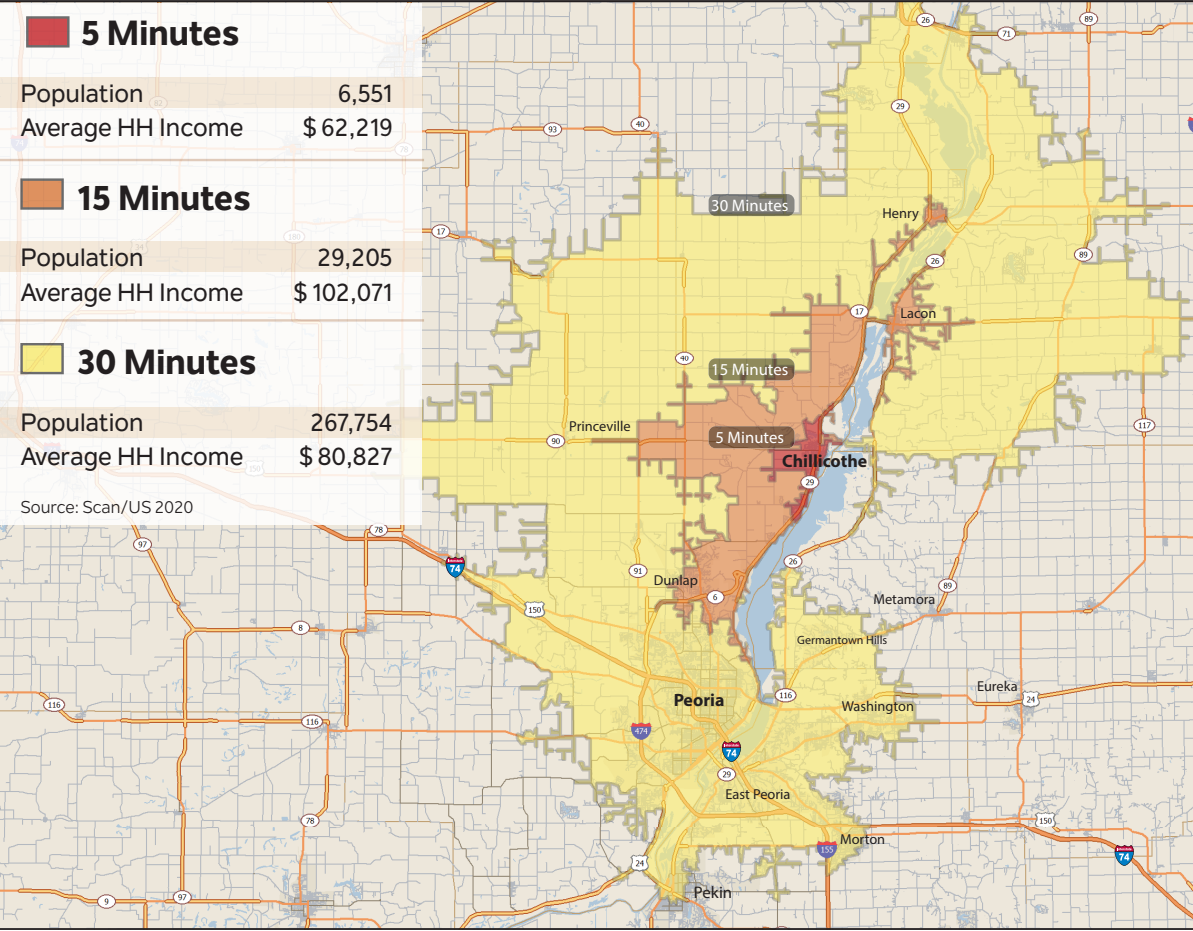 5 Minutes
Population 6,551
Average HH Income $ 62,219
15 Minutes
Population 29,205
Average HH Income $ 102,071
30 Minutes
Population 267,754
Average HH Income $ 80,827
Source: Scan/US 2020
26
89
71
29
93
40
78
30 Minutes
Henry
17
26
89
17
Lacon
40
15 Minutes
117
Princeville
90
5 Minutes
Chillicothe
29
78
97
74
26
91
Dunlap
6
89
Metamora
150
8
Germantown Hills
Eureka
24
116
Peoria
116
Washington
116
474
74
29
East Peoria
78
150
Morton
155
74
24
Pekin
97
9